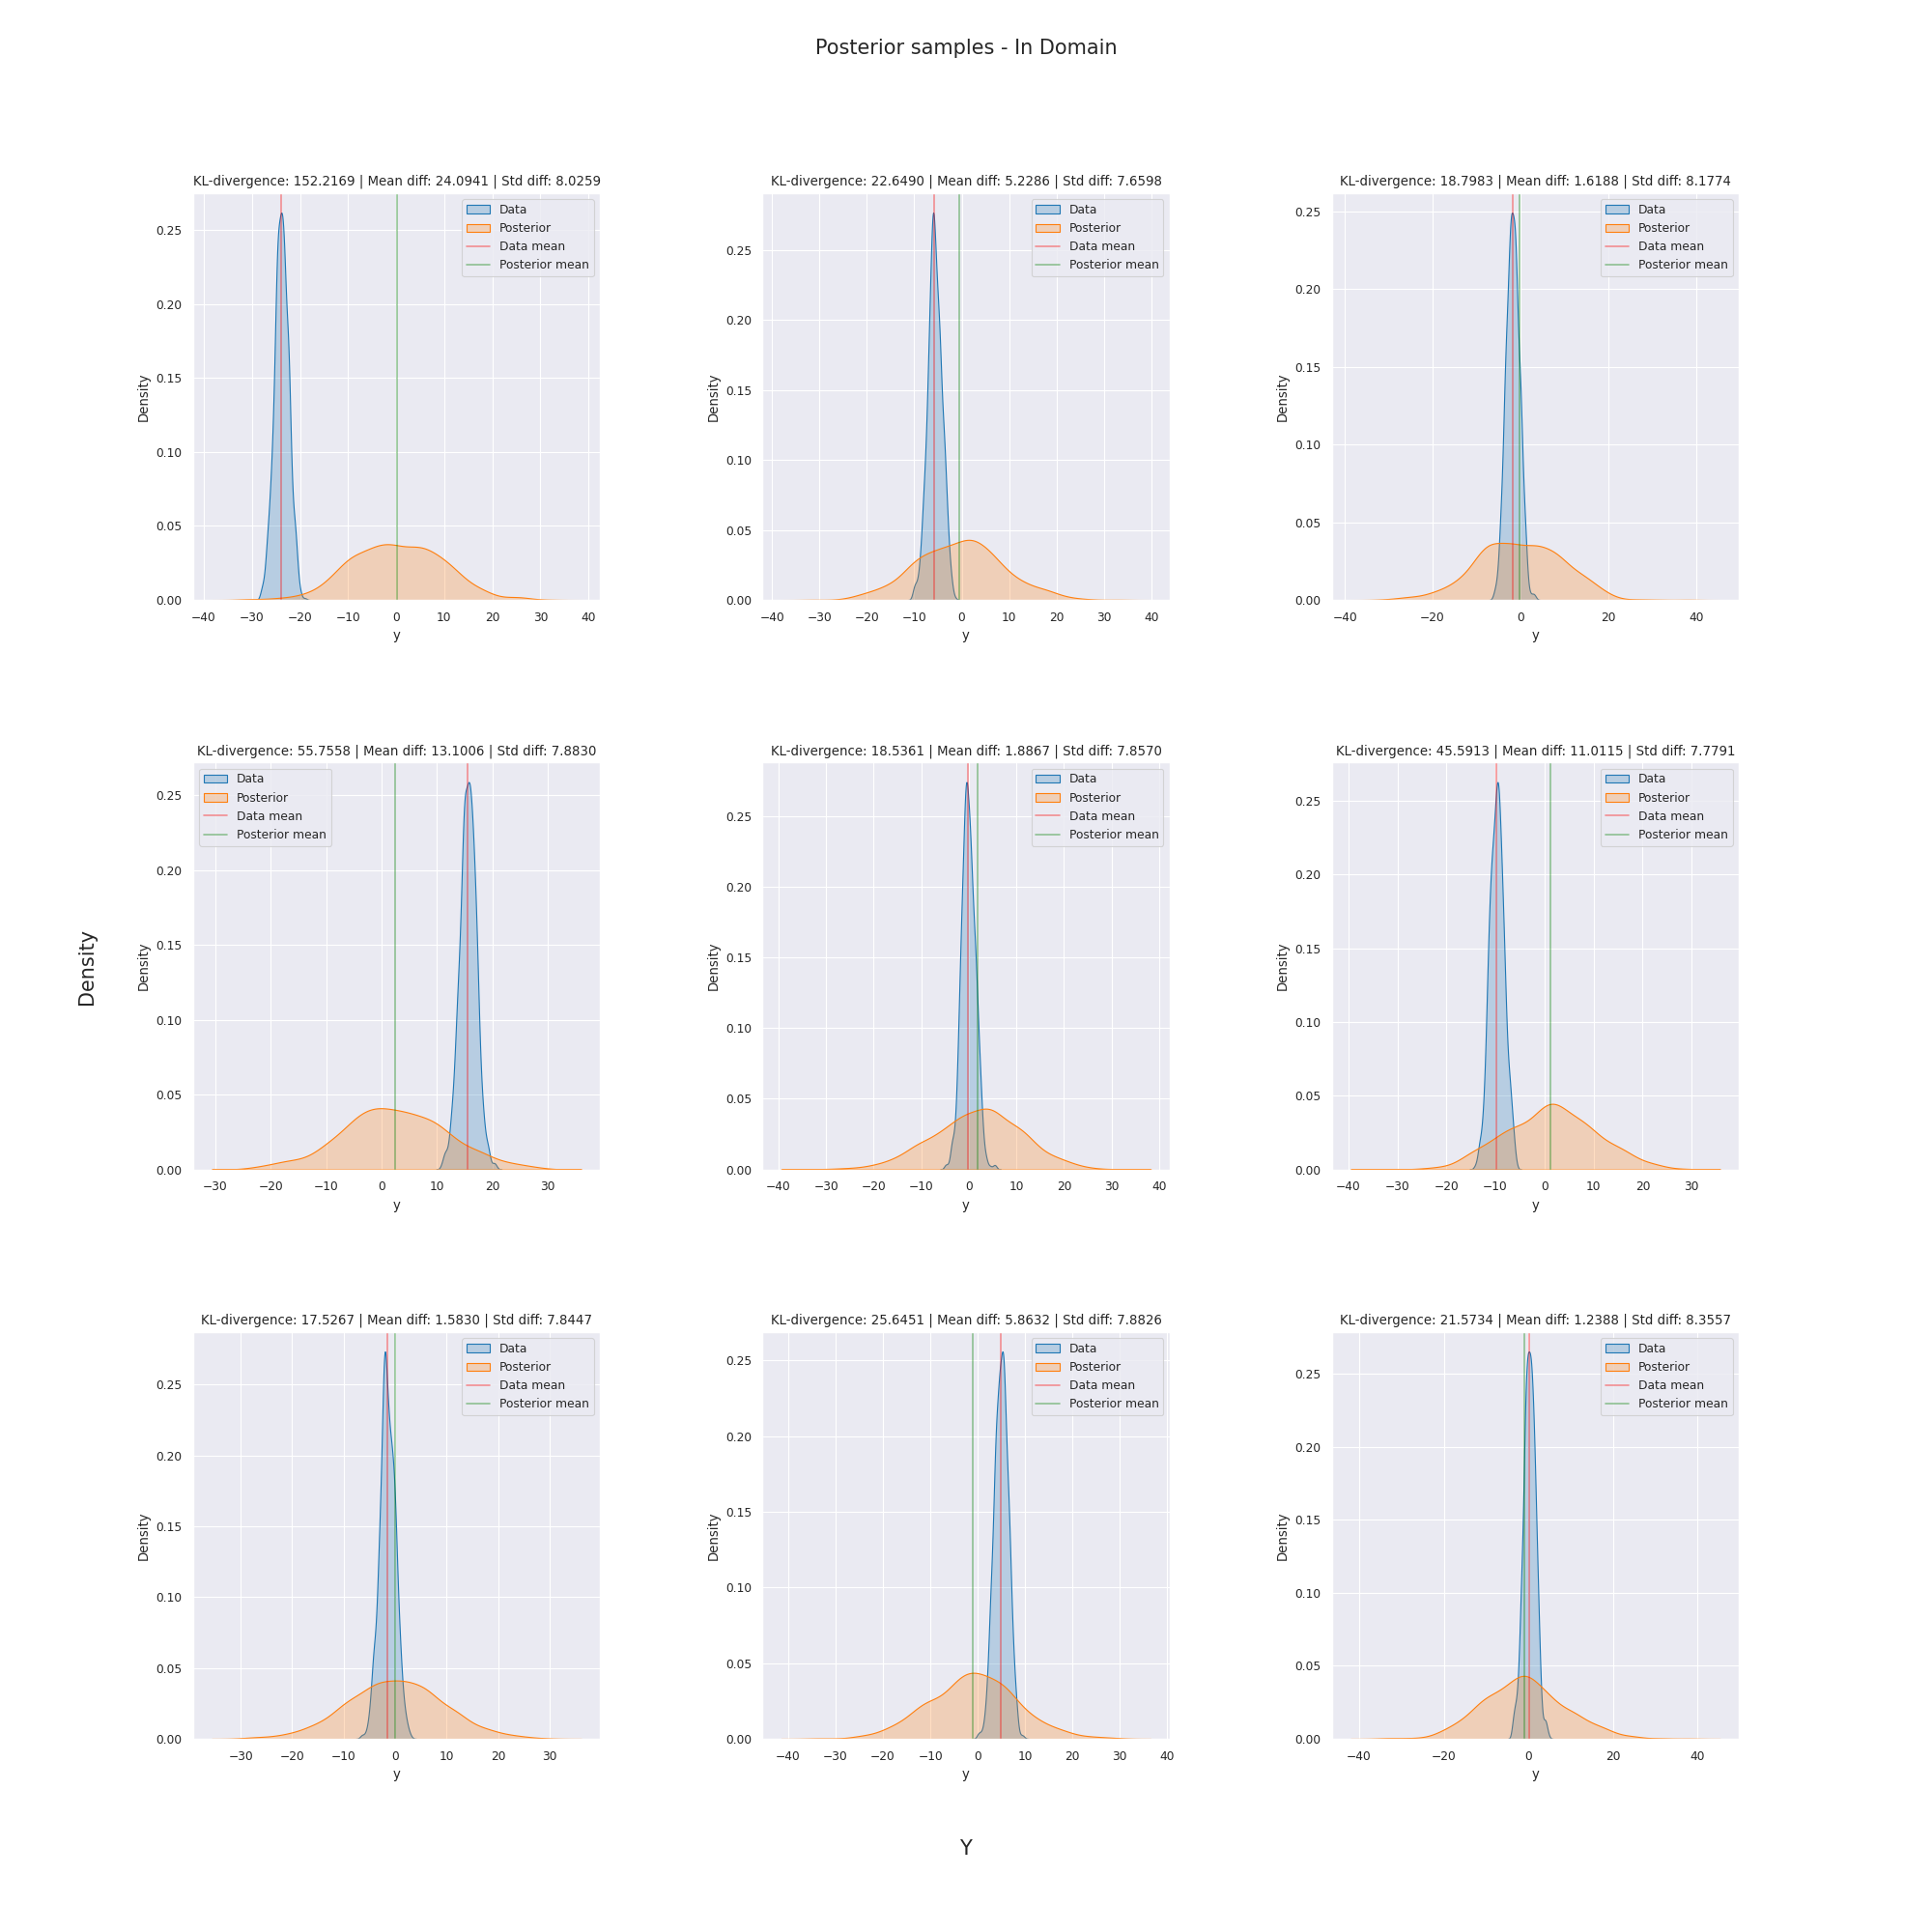 Posterior samples - In Domain
KL-divergence: 152.2169 | Mean diff: 24.0941 | Std diff: 8.0259
Data
Posterior
Data mean
Posterior mean
Density
0.25
0.20
0.15
0.10
0.05
0.00
−40 −30 −20 −10 0 10 20 30 40
y
KL-divergence: 22.6490 | Mean diff: 5.2286 | Std diff: 7.6598
Data
Posterior
Data mean
Posterior mean
Density
0.25
0.20
0.15
0.10
0.05
0.00
−40 −30 −20 −10 0 10 20 30 40
y
KL-divergence: 18.7983 | Mean diff: 1.6188 | Std diff: 8.1774
Data
Posterior
Data mean
Posterior mean
Density
0.25
0.20
0.15
0.10
0.05
0.00
−40 −20 0 20 40
y
Density
KL-divergence: 55.7558 | Mean diff: 13.1006 | Std diff: 7.8830
Data
Posterior
Data mean
Posterior mean
Density
0.25
0.20
0.15
0.10
0.05
0.00
−30 −20 −10 0 10 20 30
y
KL-divergence: 18.5361 | Mean diff: 1.8867 | Std diff: 7.8570
Data
Posterior
Data mean
Posterior mean
Density
0.25
0.20
0.15
0.10
0.05
0.00
−40 −30 −20 −10 0 10 20 30 40
y
KL-divergence: 45.5913 | Mean diff: 11.0115 | Std diff: 7.7791
Data
Posterior
Data mean
Posterior mean
Density
0.25
0.20
0.15
0.10
0.05
0.00
−40 −30 −20 −10 0 10 20 30
y
KL-divergence: 17.5267 | Mean diff: 1.5830 | Std diff: 7.8447
Data
Posterior
Data mean
Posterior mean
Density
0.25
0.20
0.15
0.10
0.05
0.00
−30 −20 −10 0 10 20 30
y
KL-divergence: 25.6451 | Mean diff: 5.8632 | Std diff: 7.8826
Data
Posterior
Data mean
Posterior mean
Density
0.25
0.20
0.15
0.10
0.05
0.00
−40 −30 −20 −10 0 10 20 30 40
y
KL-divergence: 21.5734 | Mean diff: 1.2388 | Std diff: 8.3557
Data
Posterior
Data mean
Posterior mean
Density
0.25
0.20
0.15
0.10
0.05
0.00
−40 −20 0 20 40
y
Y